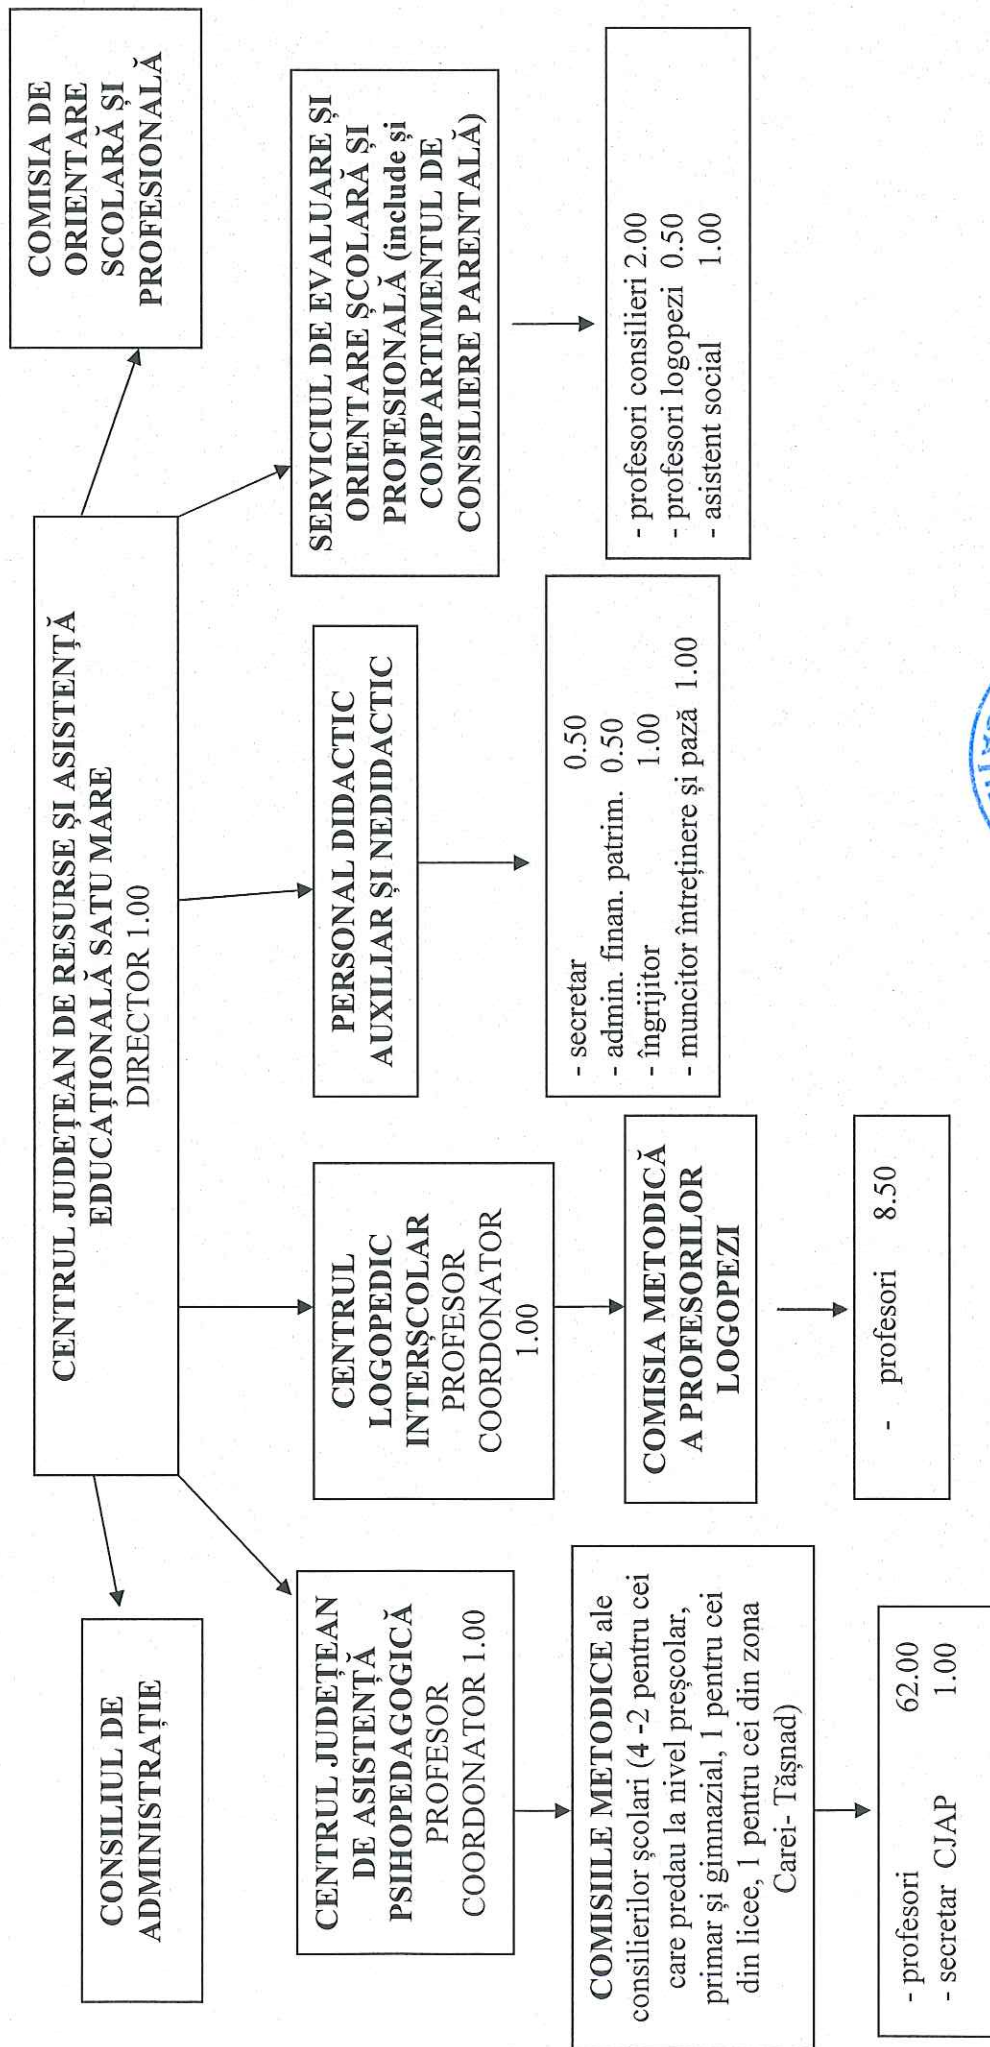 CENTRUL JUDEȚEAN DE RESURSE ȘI ASISTENȚĂ
EDUCAȚIONALĂ SATU MARE
DIRECTOR 1.00
CONSILIUL DE
ADMINISTRAȚIE
COMISIA DE
ORIENTARE
SCOLARĂ ȘI
PROFESIONALĂ
CENTRUL JUDEȚEAN
DE ASISTENȚĂ
PSIHOPEDAGOGICĂ
PROFESOR
COORDONATOR 1.00
COMISIILE METODICE ale
consilierilor școlari (4 -2 pentru cei
care predau la nivel preșcolar,
primar și gimnazial, 1 pentru cei
din licee, 1 pentru cei din zona
Carei- Tășnad)
- profesori 62.00
- secretar CJAP 1.00
CENTRUL
LOGOPEDIC
INTERȘCOLAR
PROFESOR
COORDONATOR
1.00
COMISIA METODICĂ
A PROFESORILOR
LOGOPEZI
- profesori 8.50
PERSONAL DIDACTIC
AUXILIAR ȘI NEDIDACTIC
- secretar 0.50
- admin. finan. patrim. 0.50
- îngrijitor 1.00
- muncitor întreținere și pază 1.00
SERVICIUL DE EVALUARE ȘI
ORIENTARE ȘCOLARĂ ȘI
PROFESIONALĂ (include și
COMPARTIMENTUL DE
CONSILIERE PARENTALĂ)
- profesori consilieri 2.00
- profesori logopezi 0.50
- asistent social 1.00